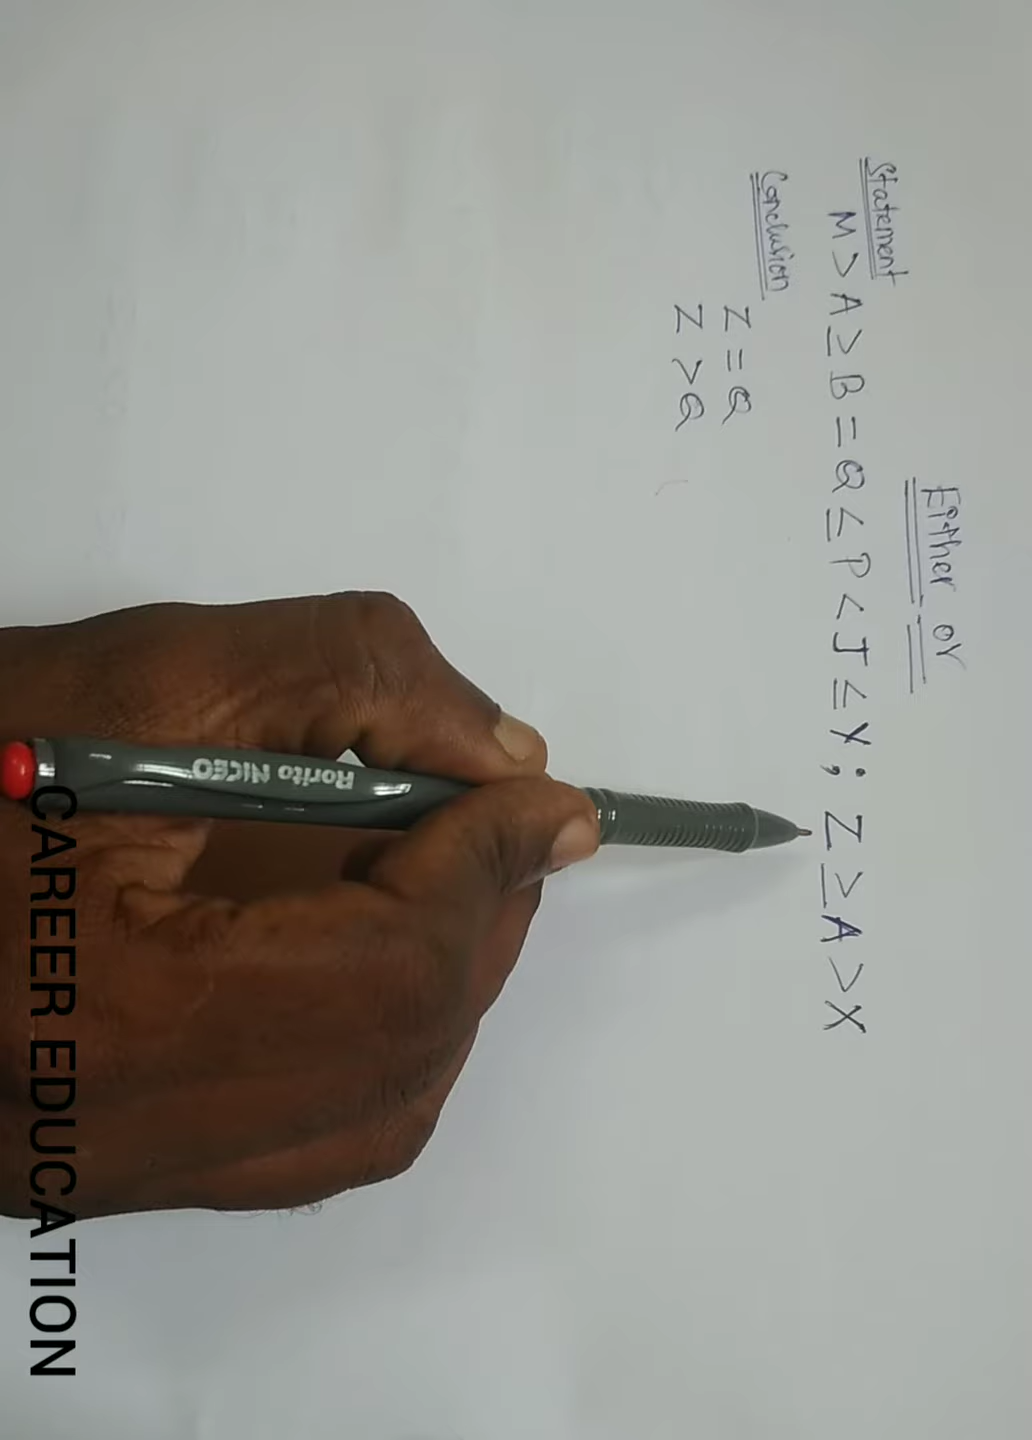 Either or
Statement
M > A ≥ B = Q ≤ P < J ≤ Y ; Z ≥ A > X
Conclusion
Z = Q
Z > Q
Rorito NICEO
CAREER EDUCATION